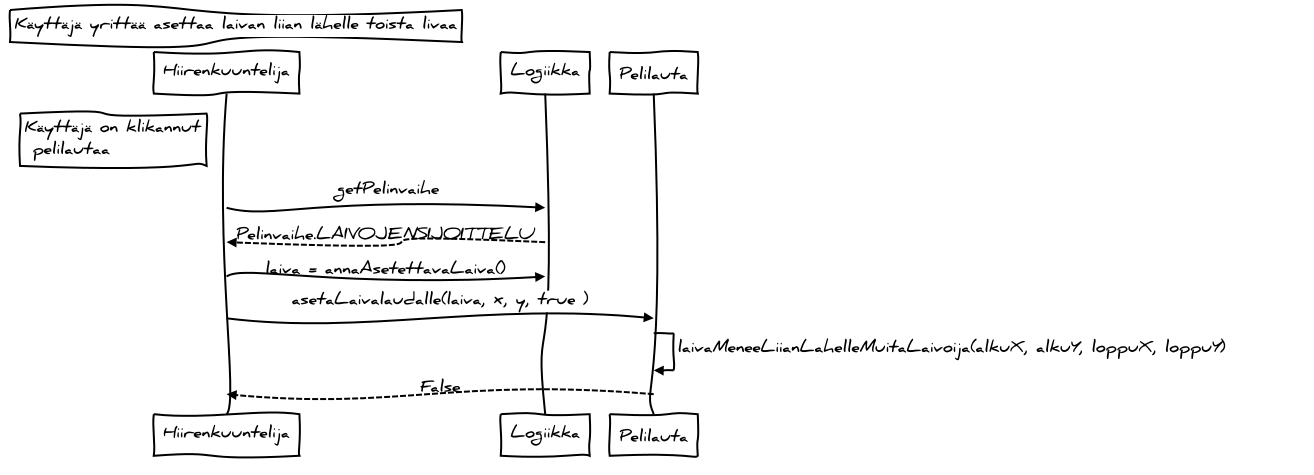 Käyttäjä yrittää asettaa laivan liian lähelle toista livaa
Hiirenkuuntelija
Logiikka
Pelilauta
Käyttäjä on klikannut
pelilautaa
getPelinvaihe
Pelinvaihe.LAIVOJENSIJOITTELU
laiva = annaAsetettavaLaiva()
asetaLaivalaudalle(laiva, x, y, true )
laivaMeneeLiianLahelleMuitaLaivoija(alkuX, alkuY, loppuX, loppuY)
False
Hiirenkuuntelija
Logiikka
Pelilauta